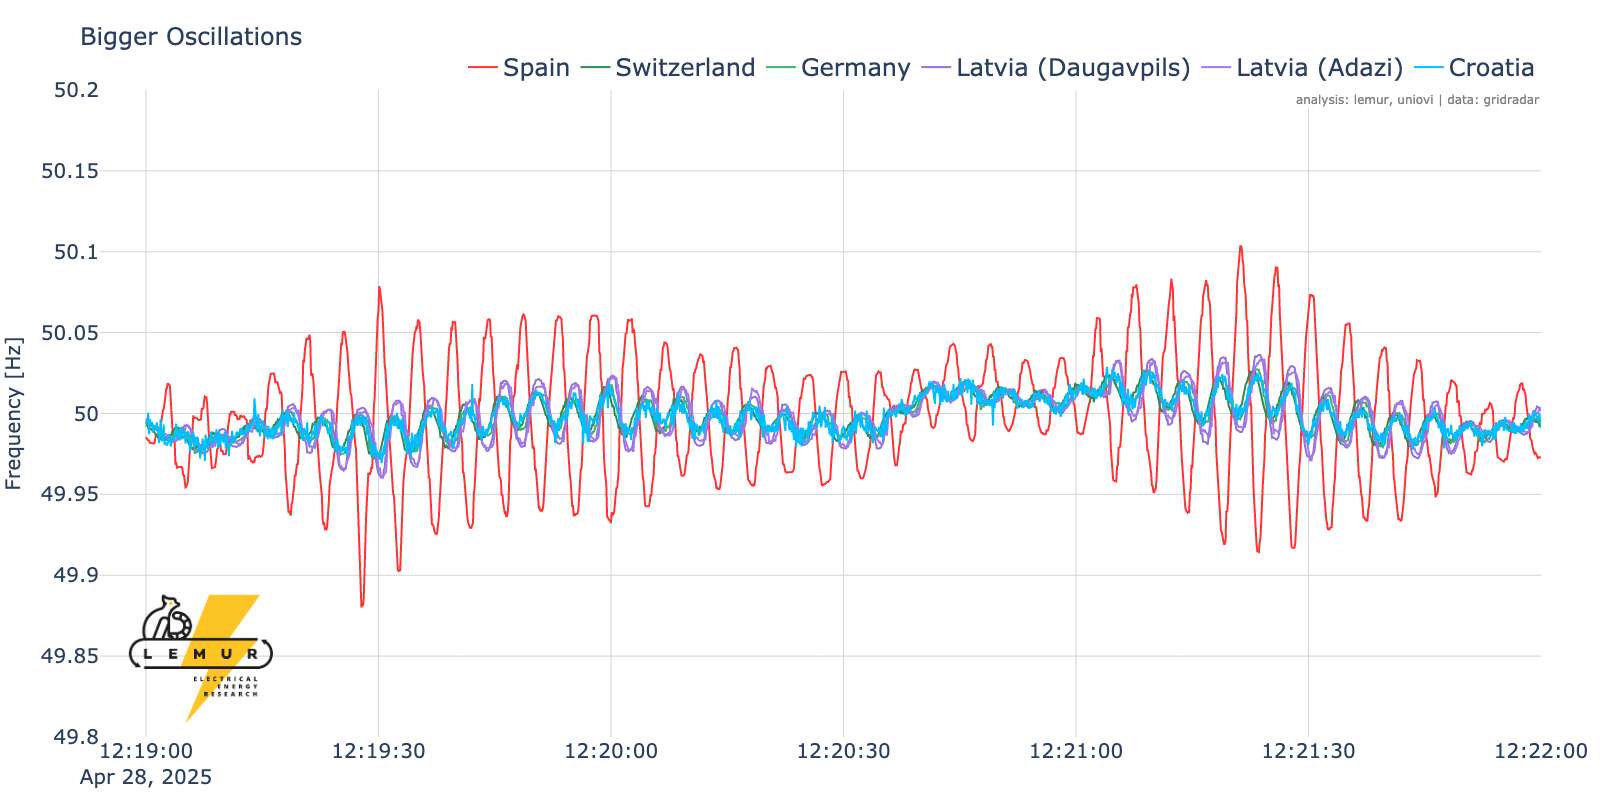 Bigger Oscillations
Spain Switzerland Germany Latvia (Daugavpils) Latvia (Adazi) Croatia
analysis: lemur, uniovi | data: gridradar
50.2
50.15
50.1
50.05
50
49.95
49.9
49.85
49.8
Frequency [Hz]
LEMUR
ELECTRICAL
ENERGY
RESEARCH
12:19:00 12:19:30 12:20:00 12:20:30 12:21:00 12:21:30 12:22:00
Apr 28, 2025